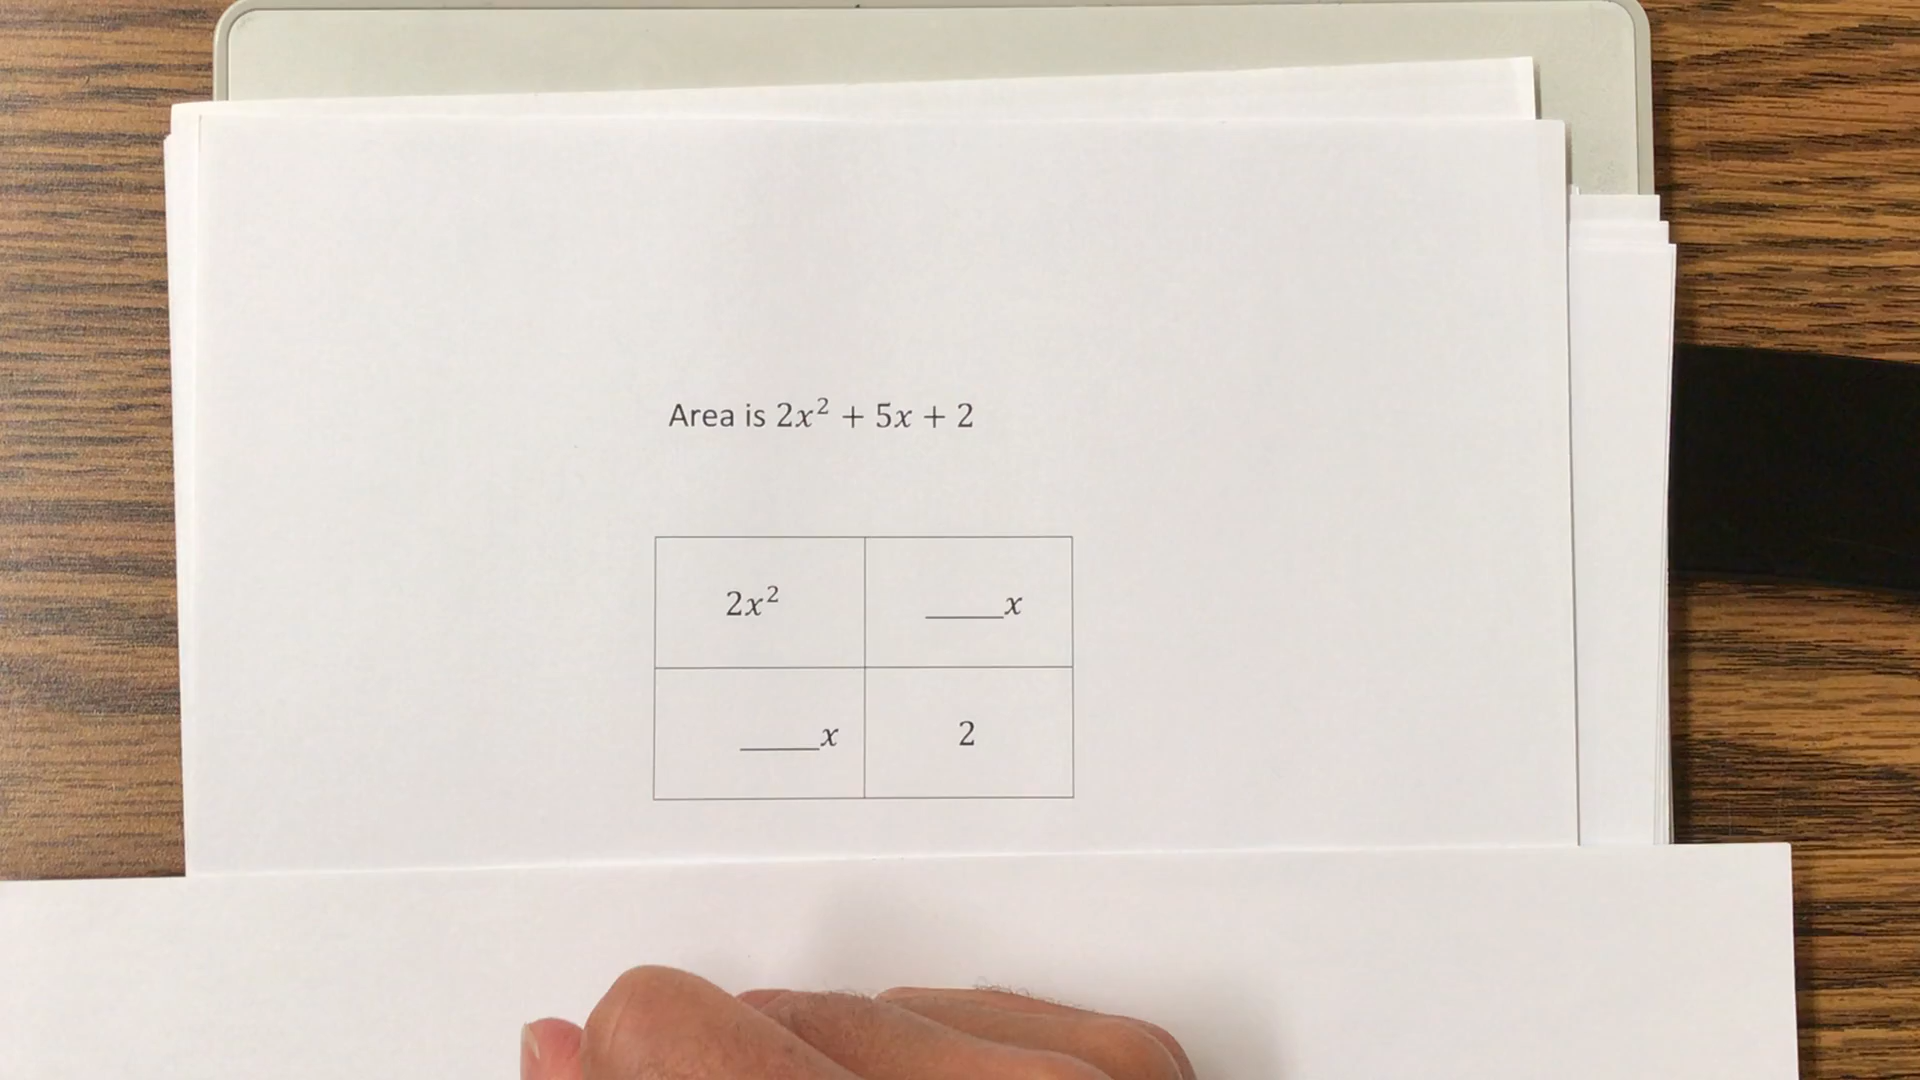 Area is 2x² + 5x + 2
2x² _____x
_____x 2